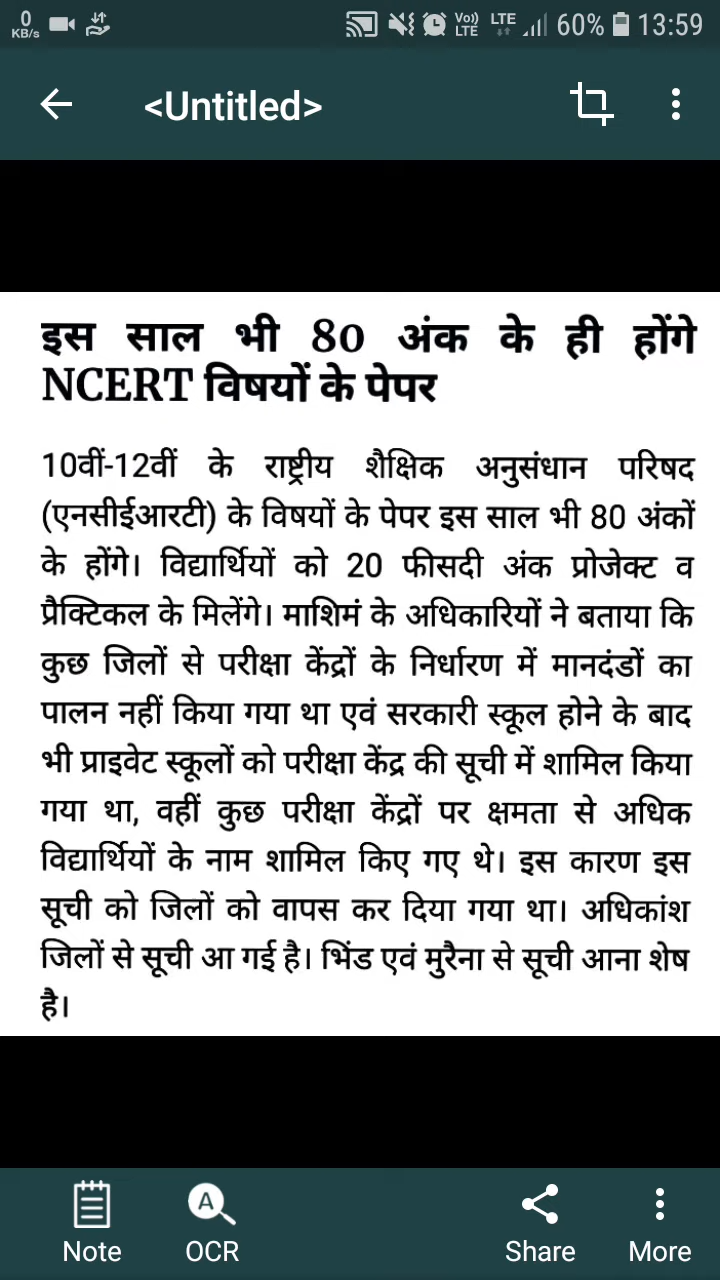 0
KB/s
Vo))
LTE
LTE
60%
13:59
<Untitled>
इस साल भी 80 अंक के ही होंगे
NCERT विषयों के पेपर
10वीं-12वीं के राष्ट्रीय शैक्षिक अनुसंधान परिषद
(एनसीईआरटी) के विषयों के पेपर इस साल भी 80 अंकों
के होंगे। विद्यार्थियों को 20 फीसदी अंक प्रोजेक्ट व
प्रैक्टिकल के मिलेंगे। माशिमं के अधिकारियों ने बताया कि
कुछ जिलों से परीक्षा केंद्रों के निर्धारण में मानदंडों का
पालन नहीं किया गया था एवं सरकारी स्कूल होने के बाद
भी प्राइवेट स्कूलों को परीक्षा केंद्र की सूची में शामिल किया
गया था, वहीं कुछ परीक्षा केंद्रों पर क्षमता से अधिक
विद्यार्थियों के नाम शामिल किए गए थे। इस कारण इस
सूची को जिलों को वापस कर दिया गया था। अधिकांश
जिलों से सूची आ गई है। भिंड एवं मुरैना से सूची आना शेष
है।
A
Note
OCR
Share
More